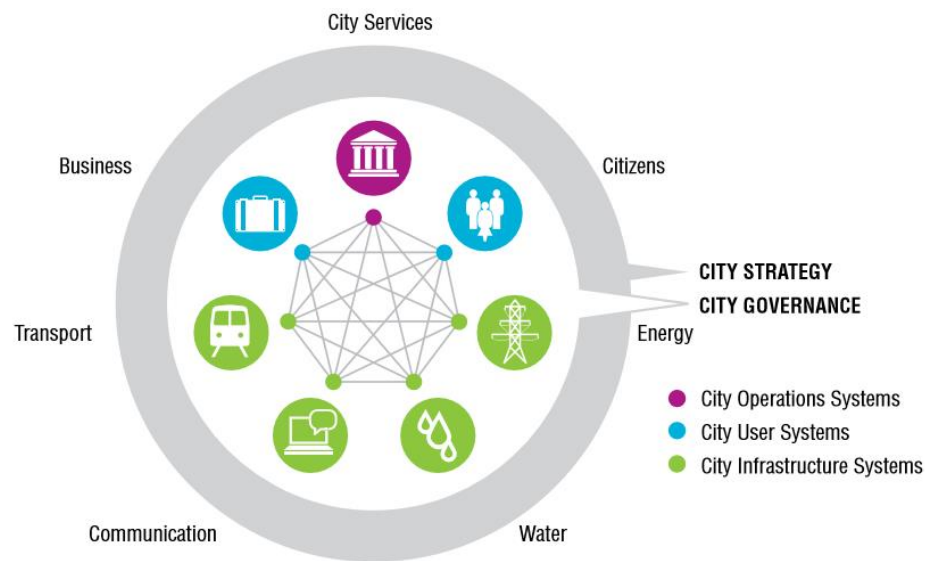 City Services
Business
Citizens
CITY STRATEGY
CITY GOVERNANCE
Transport
Energy
City Operations Systems
City User Systems
City Infrastructure Systems
Communication
Water